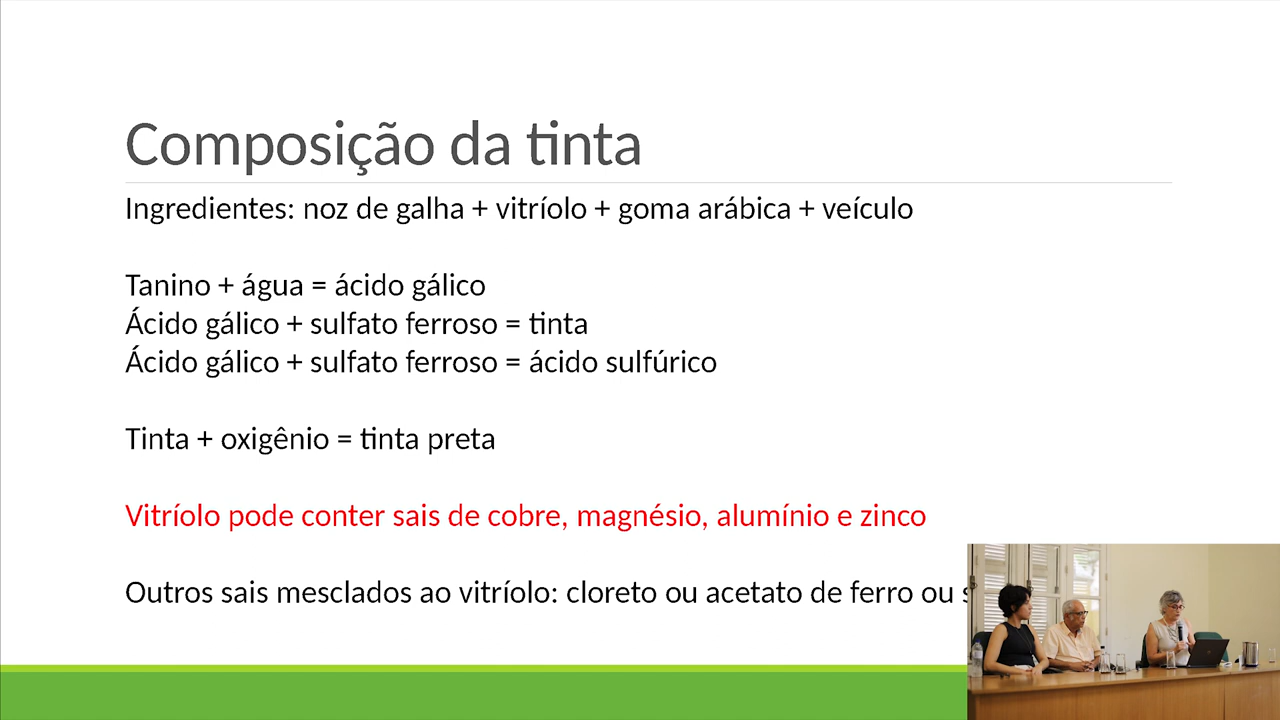 Composição da tinta
Ingredientes: noz de galha + vitríolo + goma arábica + veículo
Tanino + água = ácido gálico
Ácido gálico + sulfato ferroso = tinta
Ácido gálico + sulfato ferroso = ácido sulfúrico
Tinta + oxigênio = tinta preta
Vitríolo pode conter sais de cobre, magnésio, alumínio e zinco
Outros sais mesclados ao vitríolo: cloreto ou acetato de ferro ou